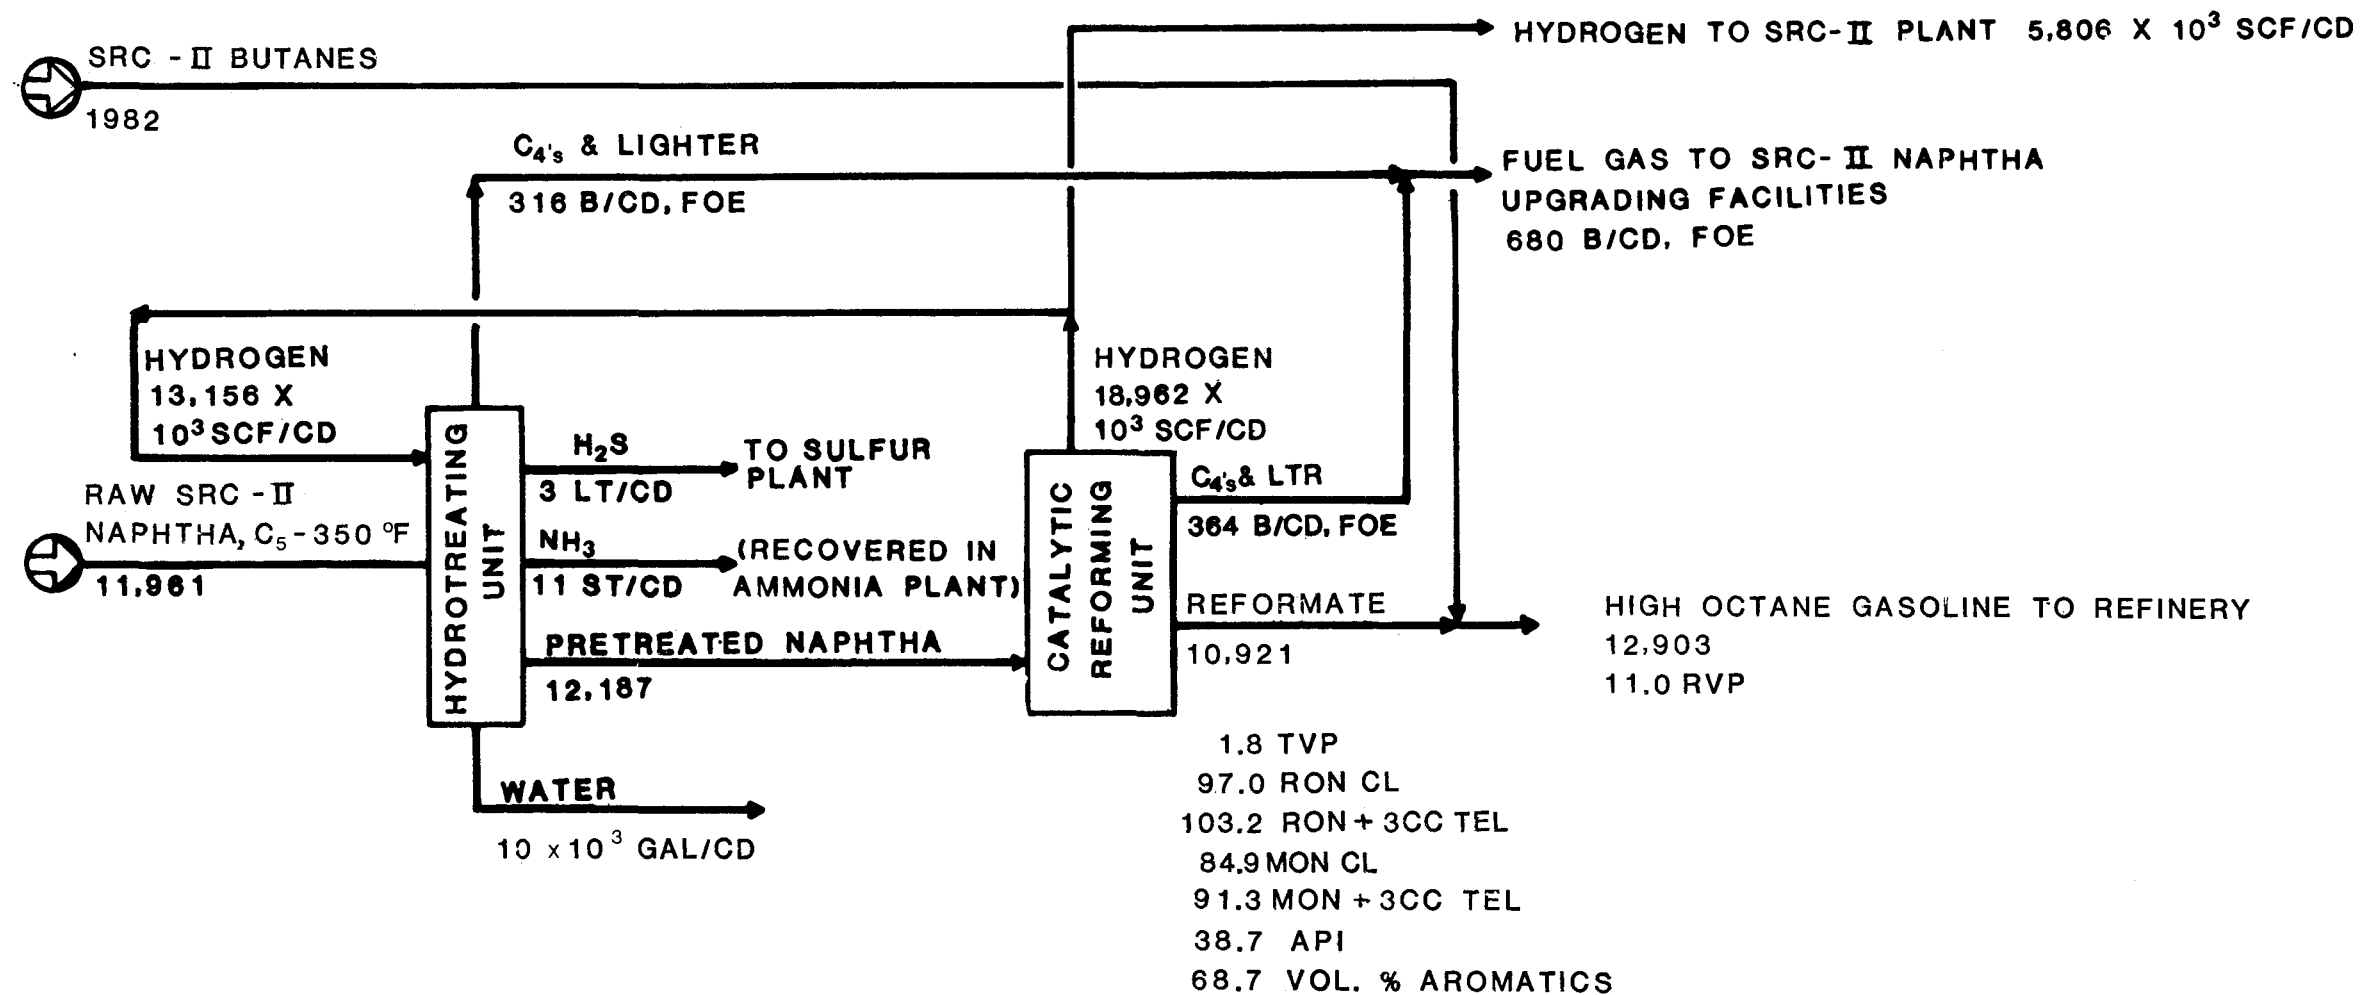 HYDROGEN TO SRC-II PLANT 5,806 X 10³ SCF/CD
SRC - II BUTANES
1982
C₄'s & LIGHTER
316 B/CD, FOE
FUEL GAS TO SRC-II NAPHTHA
UPGRADING FACILITIES
680 B/CD, FOE
HYDROGEN
13,156 X
10³ SCF/CD
HYDROGEN
18,962 X
10³ SCF/CD
RAW SRC - II
NAPHTHA, C₅ - 350 °F
11,961
HYDROTREATING
UNIT
H₂S
3 LT/CD
TO SULFUR
PLANT
NH₃
11 ST/CD
(RECOVERED IN
AMMONIA PLANT)
PRETREATED NAPHTHA
12,187
WATER
10 x 10³ GAL/CD
CATALYTIC
REFORMING
UNIT
C₄'s & LTR
364 B/CD, FOE
REFORMATE
10,921
HIGH OCTANE GASOLINE TO REFINERY
12,903
11.0 RVP
1.8 TVP
97.0 RON CL
103.2 RON + 3CC TEL
84.9 MON CL
91.3 MON + 3CC TEL
38.7 API
68.7 VOL. % AROMATICS